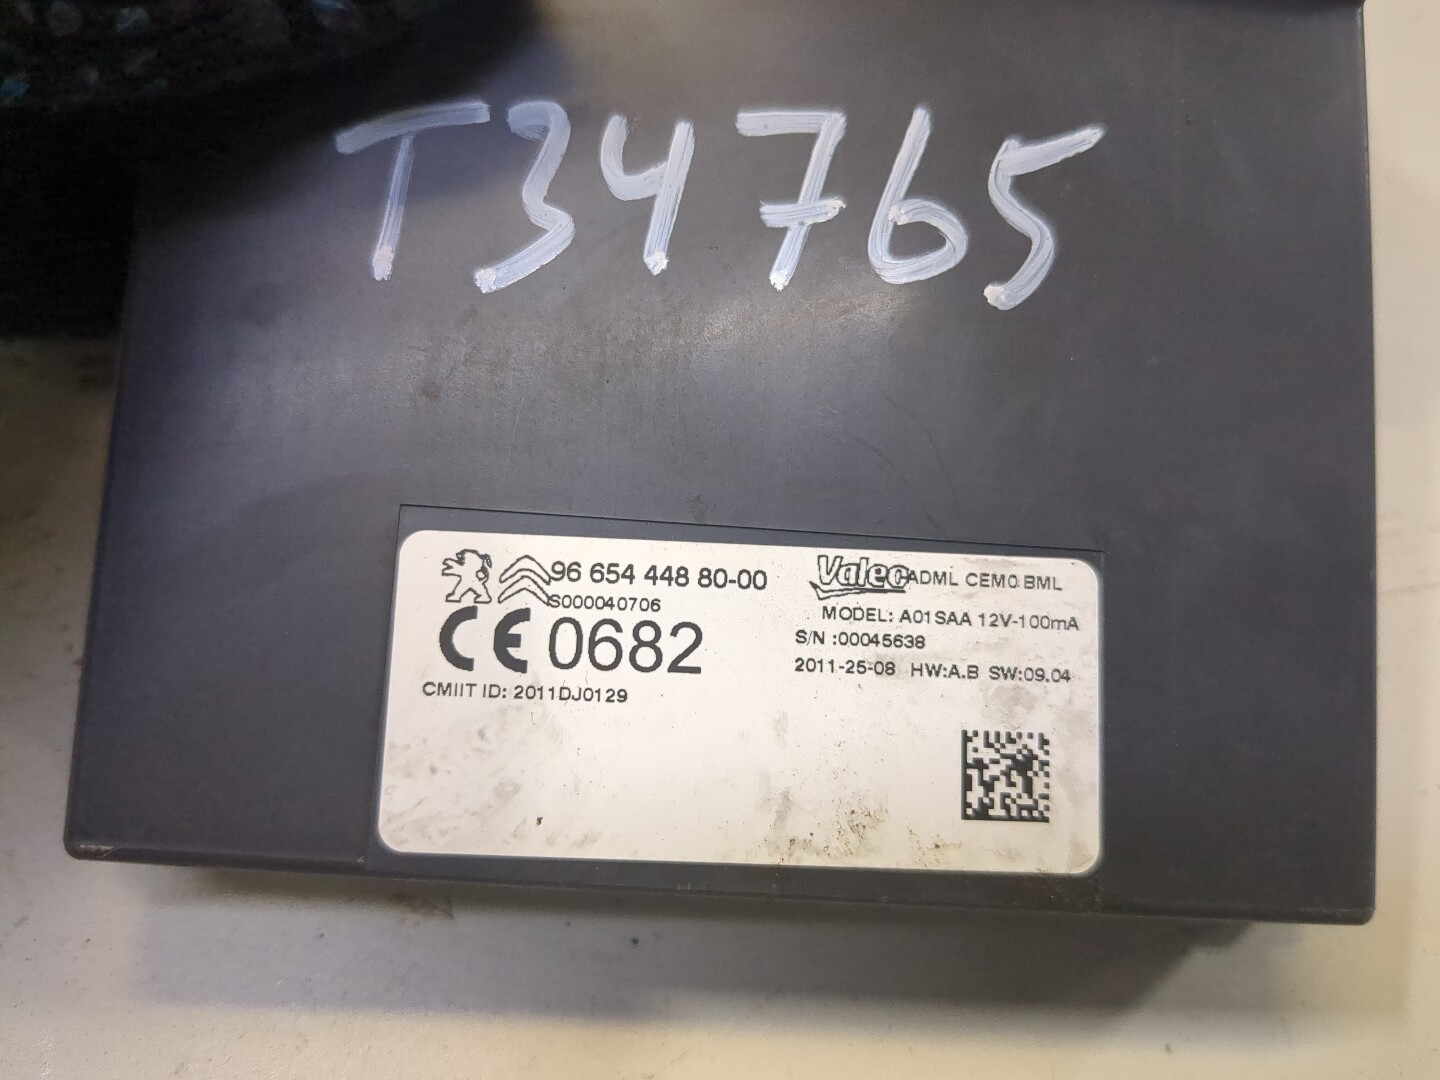 T34765
96 654 448 80-00
S000040706
CE 0682
CMIIT ID: 2011DJ0129
Valeo ADML CEM0 BML
MODEL: A01SAA 12V-100mA
S/N :00045638
2011-25-08 HW:A.B SW:09.04